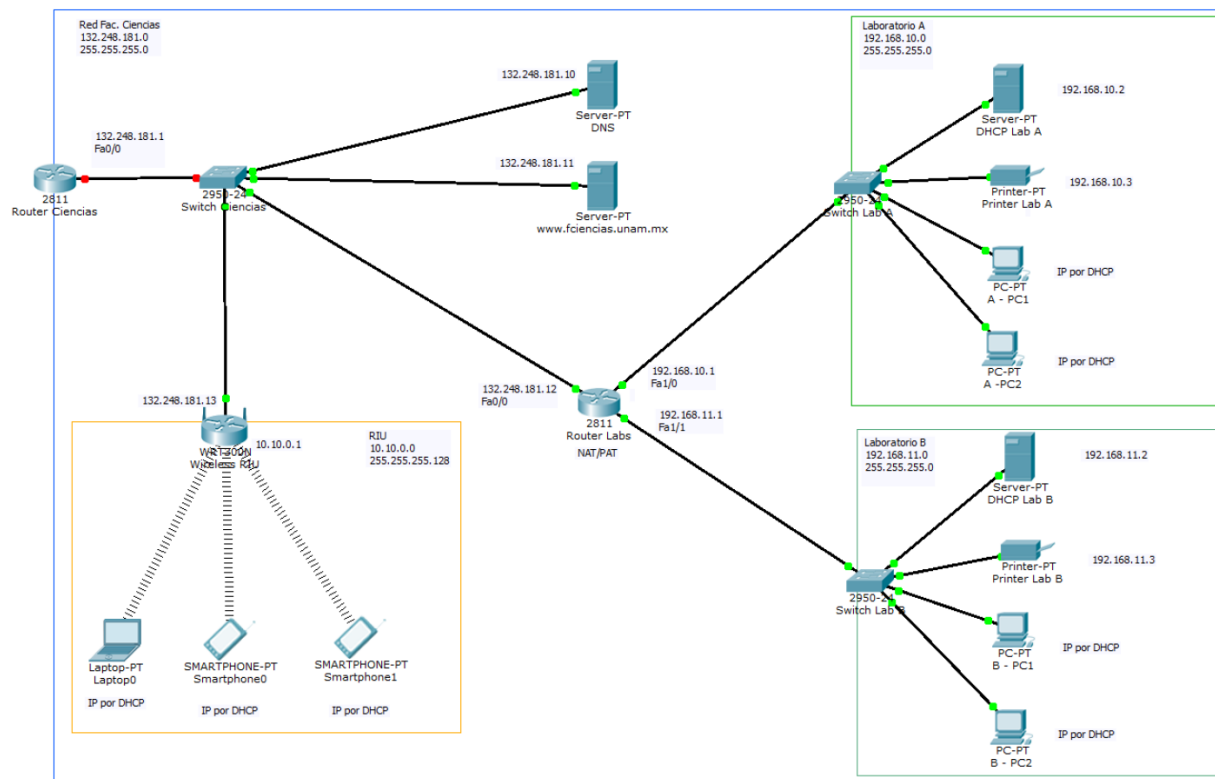 Red Fac. Ciencias
132.248.181.0
255.255.255.0
132.248.181.1
Fa0/0
2811
Router Ciencias
2950-24
Switch Ciencias
132.248.181.10
Server-PT
DNS
132.248.181.11
Server-PT
www.fciencias.unam.mx
132.248.181.13
WRT300N
Wireless RIU
10.10.0.1
RIU
10.10.0.0
255.255.255.128
Laptop-PT
Laptop0
IP por DHCP
SMARTPHONE-PT
Smartphone0
IP por DHCP
SMARTPHONE-PT
Smartphone1
IP por DHCP
132.248.181.12
Fa0/0
192.168.10.1
Fa1/0
192.168.11.1
Fa1/1
2811
Router Labs
NAT/PAT
Laboratorio A
192.168.10.0
255.255.255.0
192.168.10.2
Server-PT
DHCP Lab A
Printer-PT
Printer Lab A
192.168.10.3
2950-24
Switch Lab A
PC-PT
A - PC1
IP por DHCP
PC-PT
A -PC2
IP por DHCP
Laboratorio B
192.168.11.0
255.255.255.0
192.168.11.2
Server-PT
DHCP Lab B
Printer-PT
Printer Lab B
192.168.11.3
2950-24
Switch Lab B
PC-PT
B - PC1
IP por DHCP
PC-PT
B - PC2
IP por DHCP